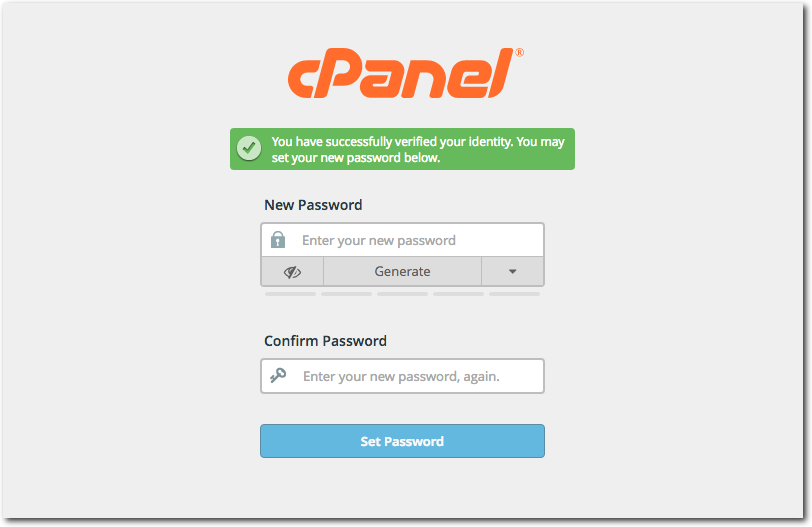 cPanel®
You have successfully verified your identity. You may
set your new password below.
New Password
Enter your new password
Generate
Confirm Password
Enter your new password, again.
Set Password